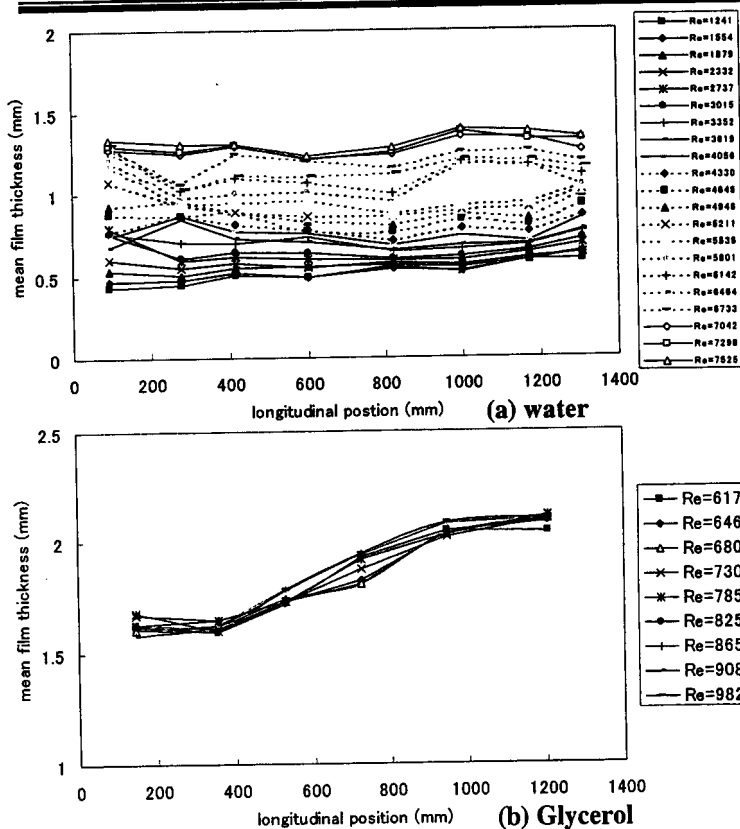 2
1.5
1
0.5
0
mean film thickness (mm)
0 200 400 600 800 1000 1200 1400
longitudinal postion (mm)
(a) water
Re=1241
Re=1554
Re=1879
Re=2332
Re=2737
Re=3015
Re=3352
Re=3619
Re=4056
Re=4330
Re=4648
Re=4948
Re=5211
Re=5801
Re=6142
Re=6464
Re=6733
Re=7042
Re=7298
Re=7525
2.5
2
1.5
1
mean film thickness (mm)
0 200 400 600 800 1000 1200 1400
longitudinal position (mm)
(b) Glycerol
Re=617
Re=646
Re=680
Re=730
Re=785
Re=825
Re=865
Re=908
Re=982